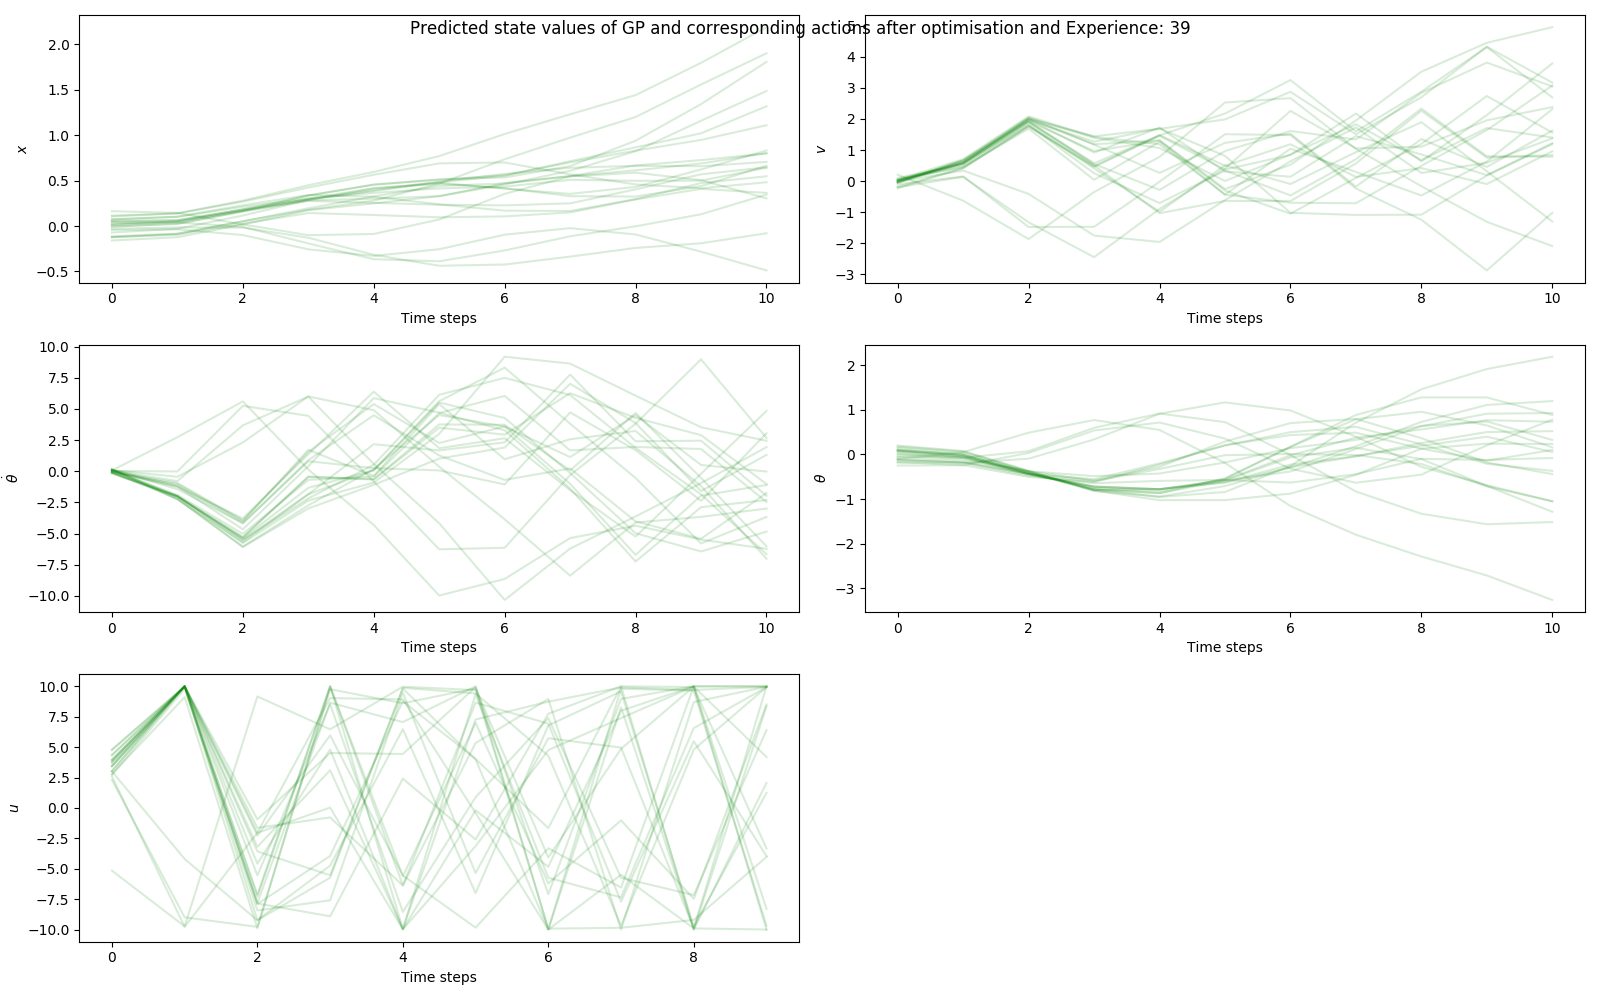 Predicted state values of GP and corresponding actions after optimisation and Experience: 39
2.0
1.5
1.0
0.5
0.0
−0.5
x
0 2 4 6 8 10
Time steps
5
4
3
2
1
0
−1
−2
−3
v
0 2 4 6 8 10
Time steps
10.0
7.5
5.0
2.5
0.0
−2.5
−5.0
−7.5
−10.0
θ̇
0 2 4 6 8 10
Time steps
2
1
0
−1
−2
−3
θ
0 2 4 6 8 10
Time steps
10.0
7.5
5.0
2.5
0.0
−2.5
−5.0
−7.5
−10.0
u
0 2 4 6 8
Time steps